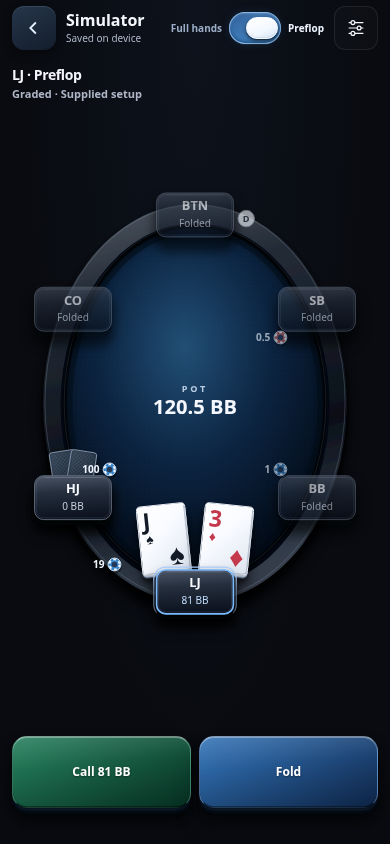 Simulator
Saved on device
Full hands
Preflop
LJ · Preflop
Graded · Supplied setup
BTN
Folded
D
CO
Folded
SB
Folded
0.5
POT
120.5 BB
100
HJ
0 BB
1
BB
Folded
19
J
3
LJ
81 BB
Call 81 BB
Fold